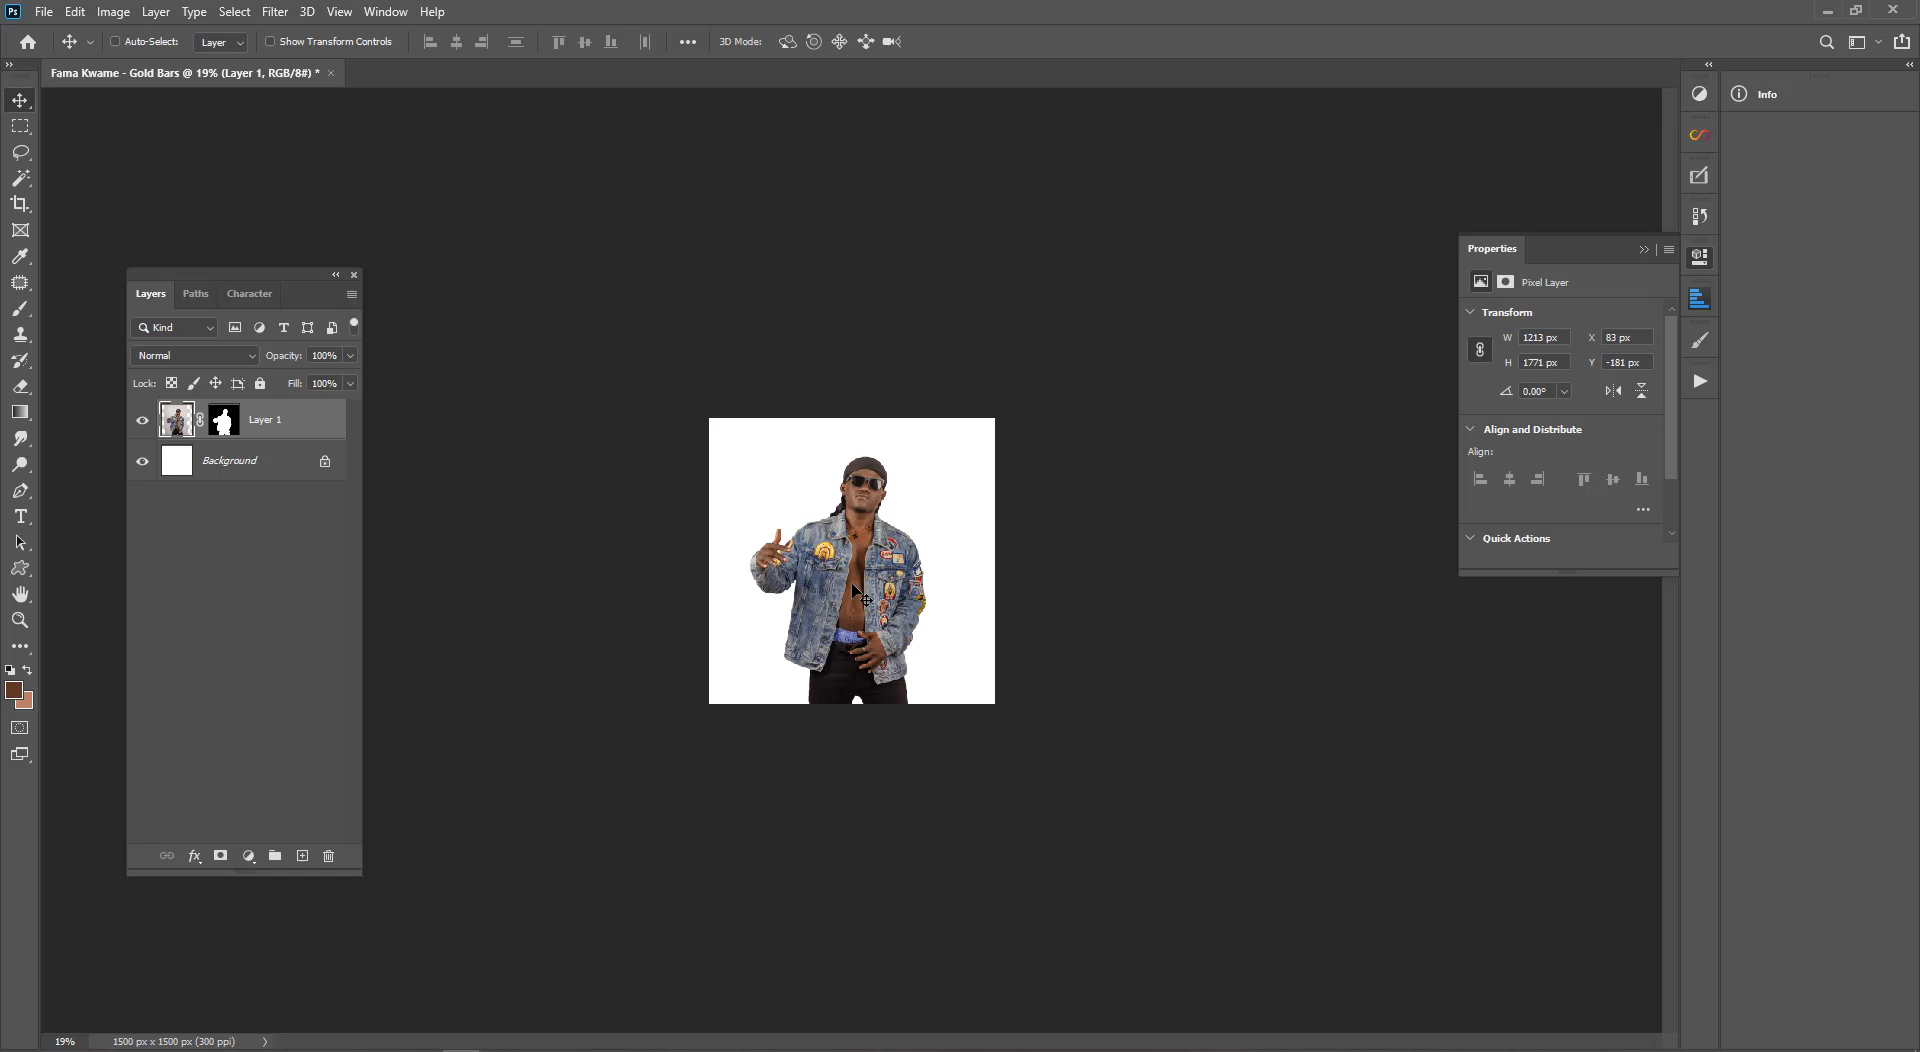 Ps File Edit Image Layer Type Select Filter 3D View Window Help
Auto-Select: Layer Show Transform Controls 3D Mode:
Fama Kwame - Gold Bars @ 19% (Layer 1, RGB/8#) * ×
Info
Properties
Pixel Layer
Transform
W 1213 px X 83 px
H 1771 px Y -181 px
0.00°
Align and Distribute
Align:
Quick Actions
Layers Paths Character
Kind
Normal Opacity: 100%
Lock: Fill: 100%
Layer 1
Background
fx
19% 1500 px x 1500 px (300 ppi)